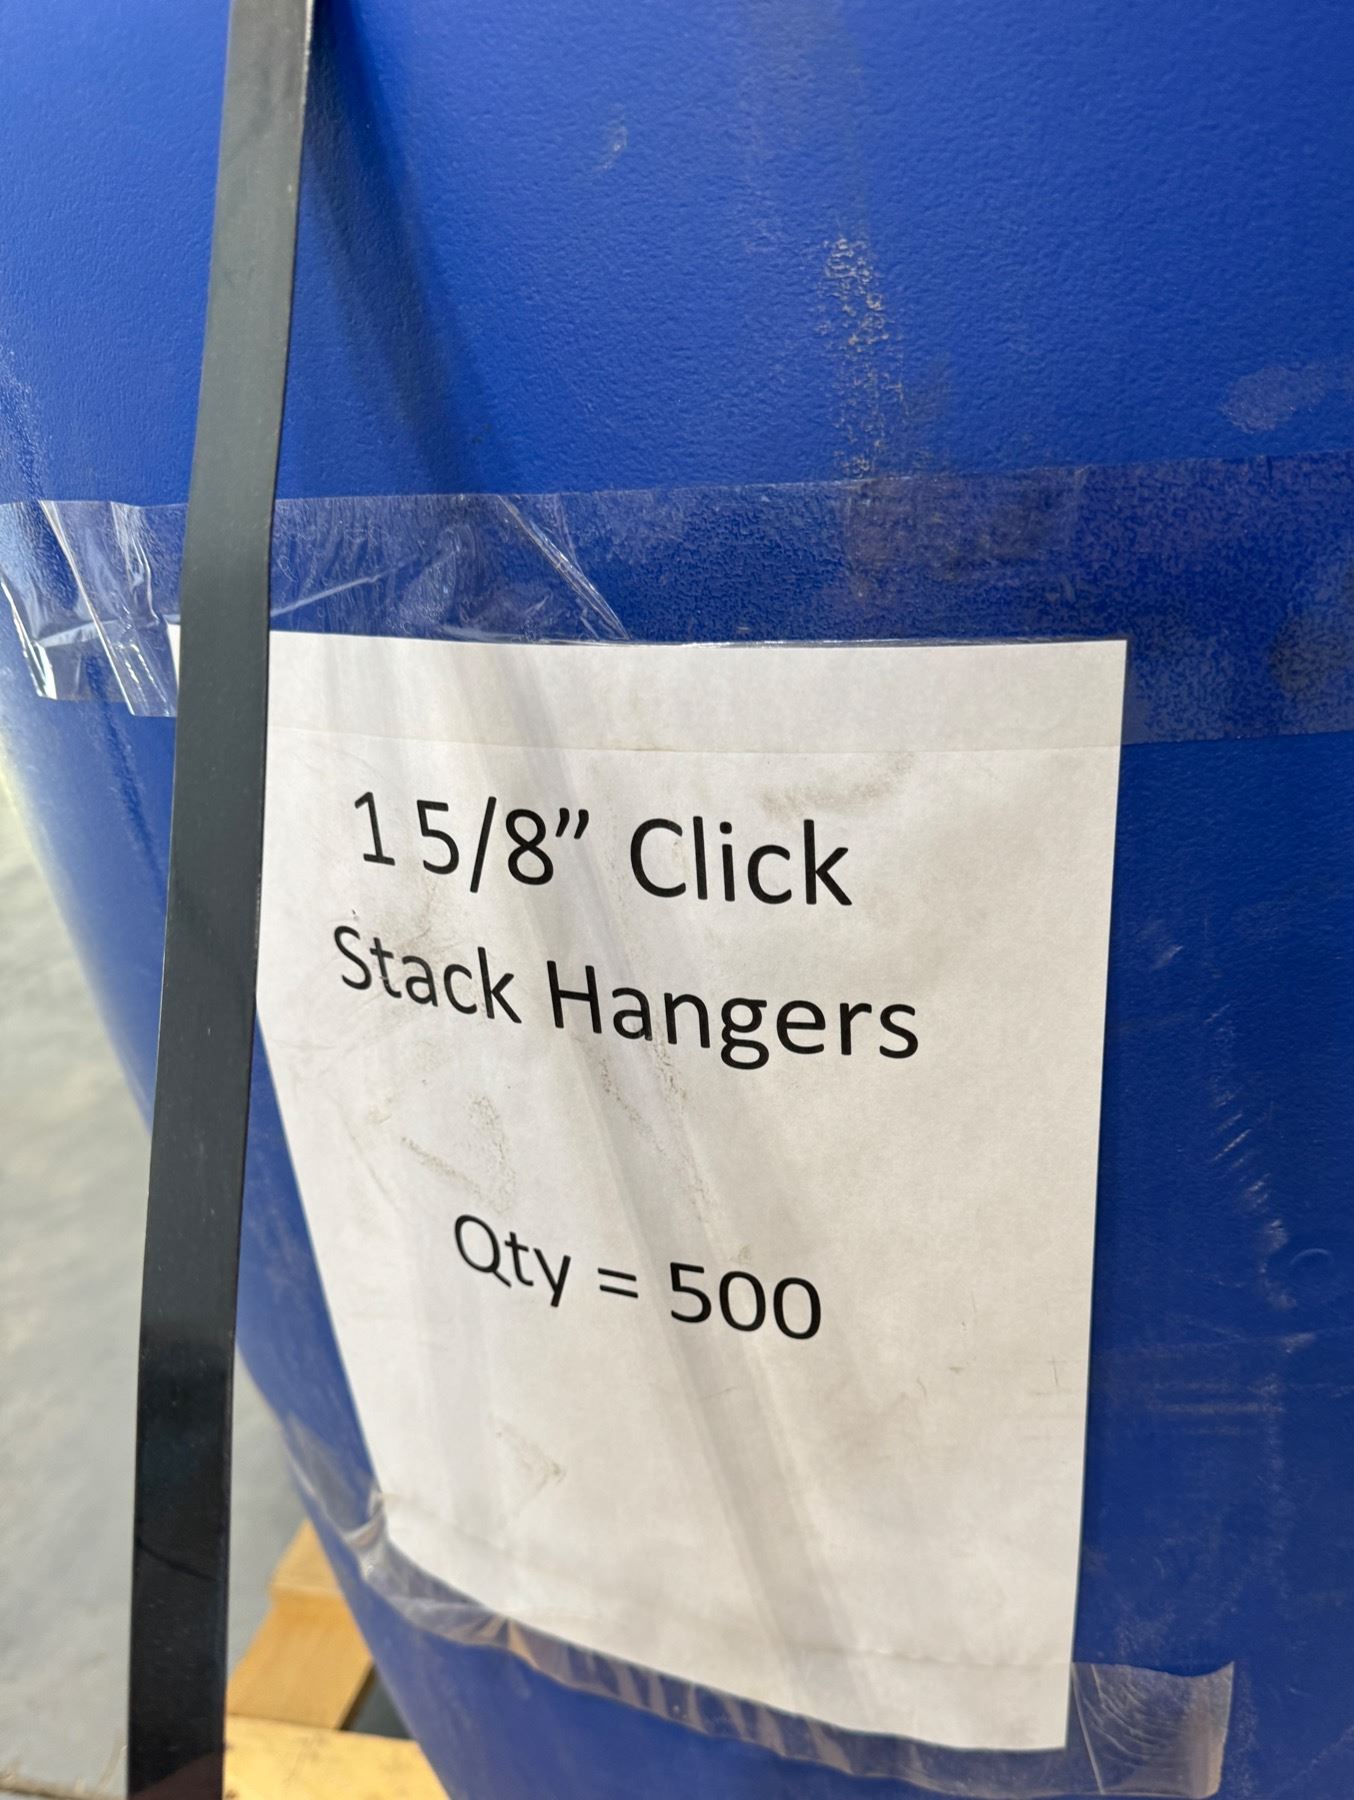 1 5/8” Click
Stack Hangers
Qty = 500